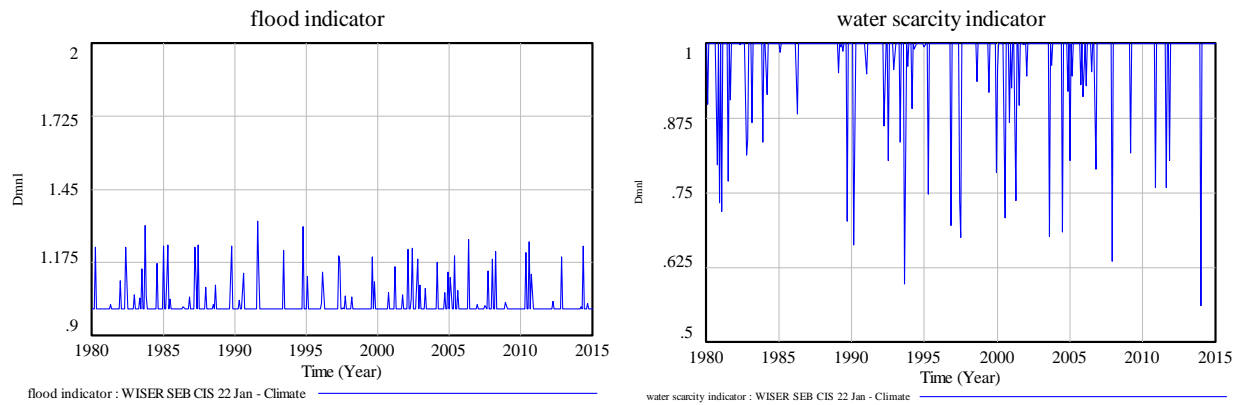 flood indicator
2
1.725
1.45
1.175
.9
Dmnl
1980 1985 1990 1995 2000 2005 2010 2015
Time (Year)
flood indicator : WISER SEB CIS 22 Jan - Climate
water scarcity indicator
1
.875
.75
.625
.5
Dmnl
1980 1985 1990 1995 2000 2005 2010 2015
Time (Year)
water scarcity indicator : WISER SEB CIS 22 Jan - Climate